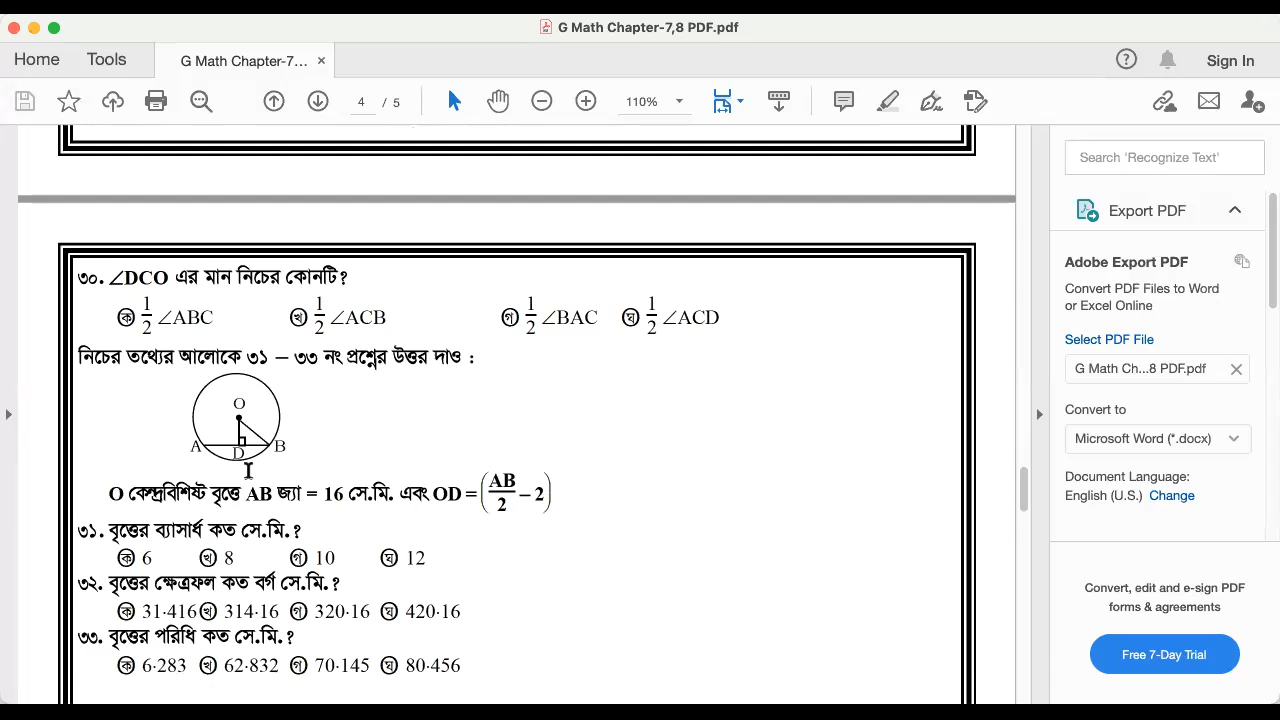 G Math Chapter-7,8 PDF.pdf
Home Tools G Math Chapter-7... × Sign In
4 / 5 110%
Search 'Recognize Text'
Export PDF
Adobe Export PDF
Convert PDF Files to Word
or Excel Online
Select PDF File
G Math Ch...8 PDF.pdf
Convert to
Microsoft Word (*.docx)
Document Language:
English (U.S.) Change
Convert, edit and e-sign PDF
forms & agreements
Free 7-Day Trial
৩০. ∠DCO এর মান নিচের কোনটি?
ক 1/2 ∠ABC খ 1/2 ∠ACB গ 1/2 ∠BAC ঘ 1/2 ∠ACD
নিচের তথ্যের আলোকে ৩১ – ৩৩ নং প্রশ্নের উত্তর দাও :
O
A D B
O কেন্দ্রবিশিষ্ট বৃত্তে AB জ্যা = 16 সে.মি. এবং OD = (AB/2 – 2)
৩১. বৃত্তের ব্যাসার্ধ কত সে.মি.?
ক 6 খ 8 গ 10 ঘ 12
৩২. বৃত্তের ক্ষেত্রফল কত বর্গ সে.মি.?
ক 31·416 খ 314·16 গ 320·16 ঘ 420·16
৩৩. বৃত্তের পরিধি কত সে.মি.?
ক 6·283 খ 62·832 গ 70·145 ঘ 80·456